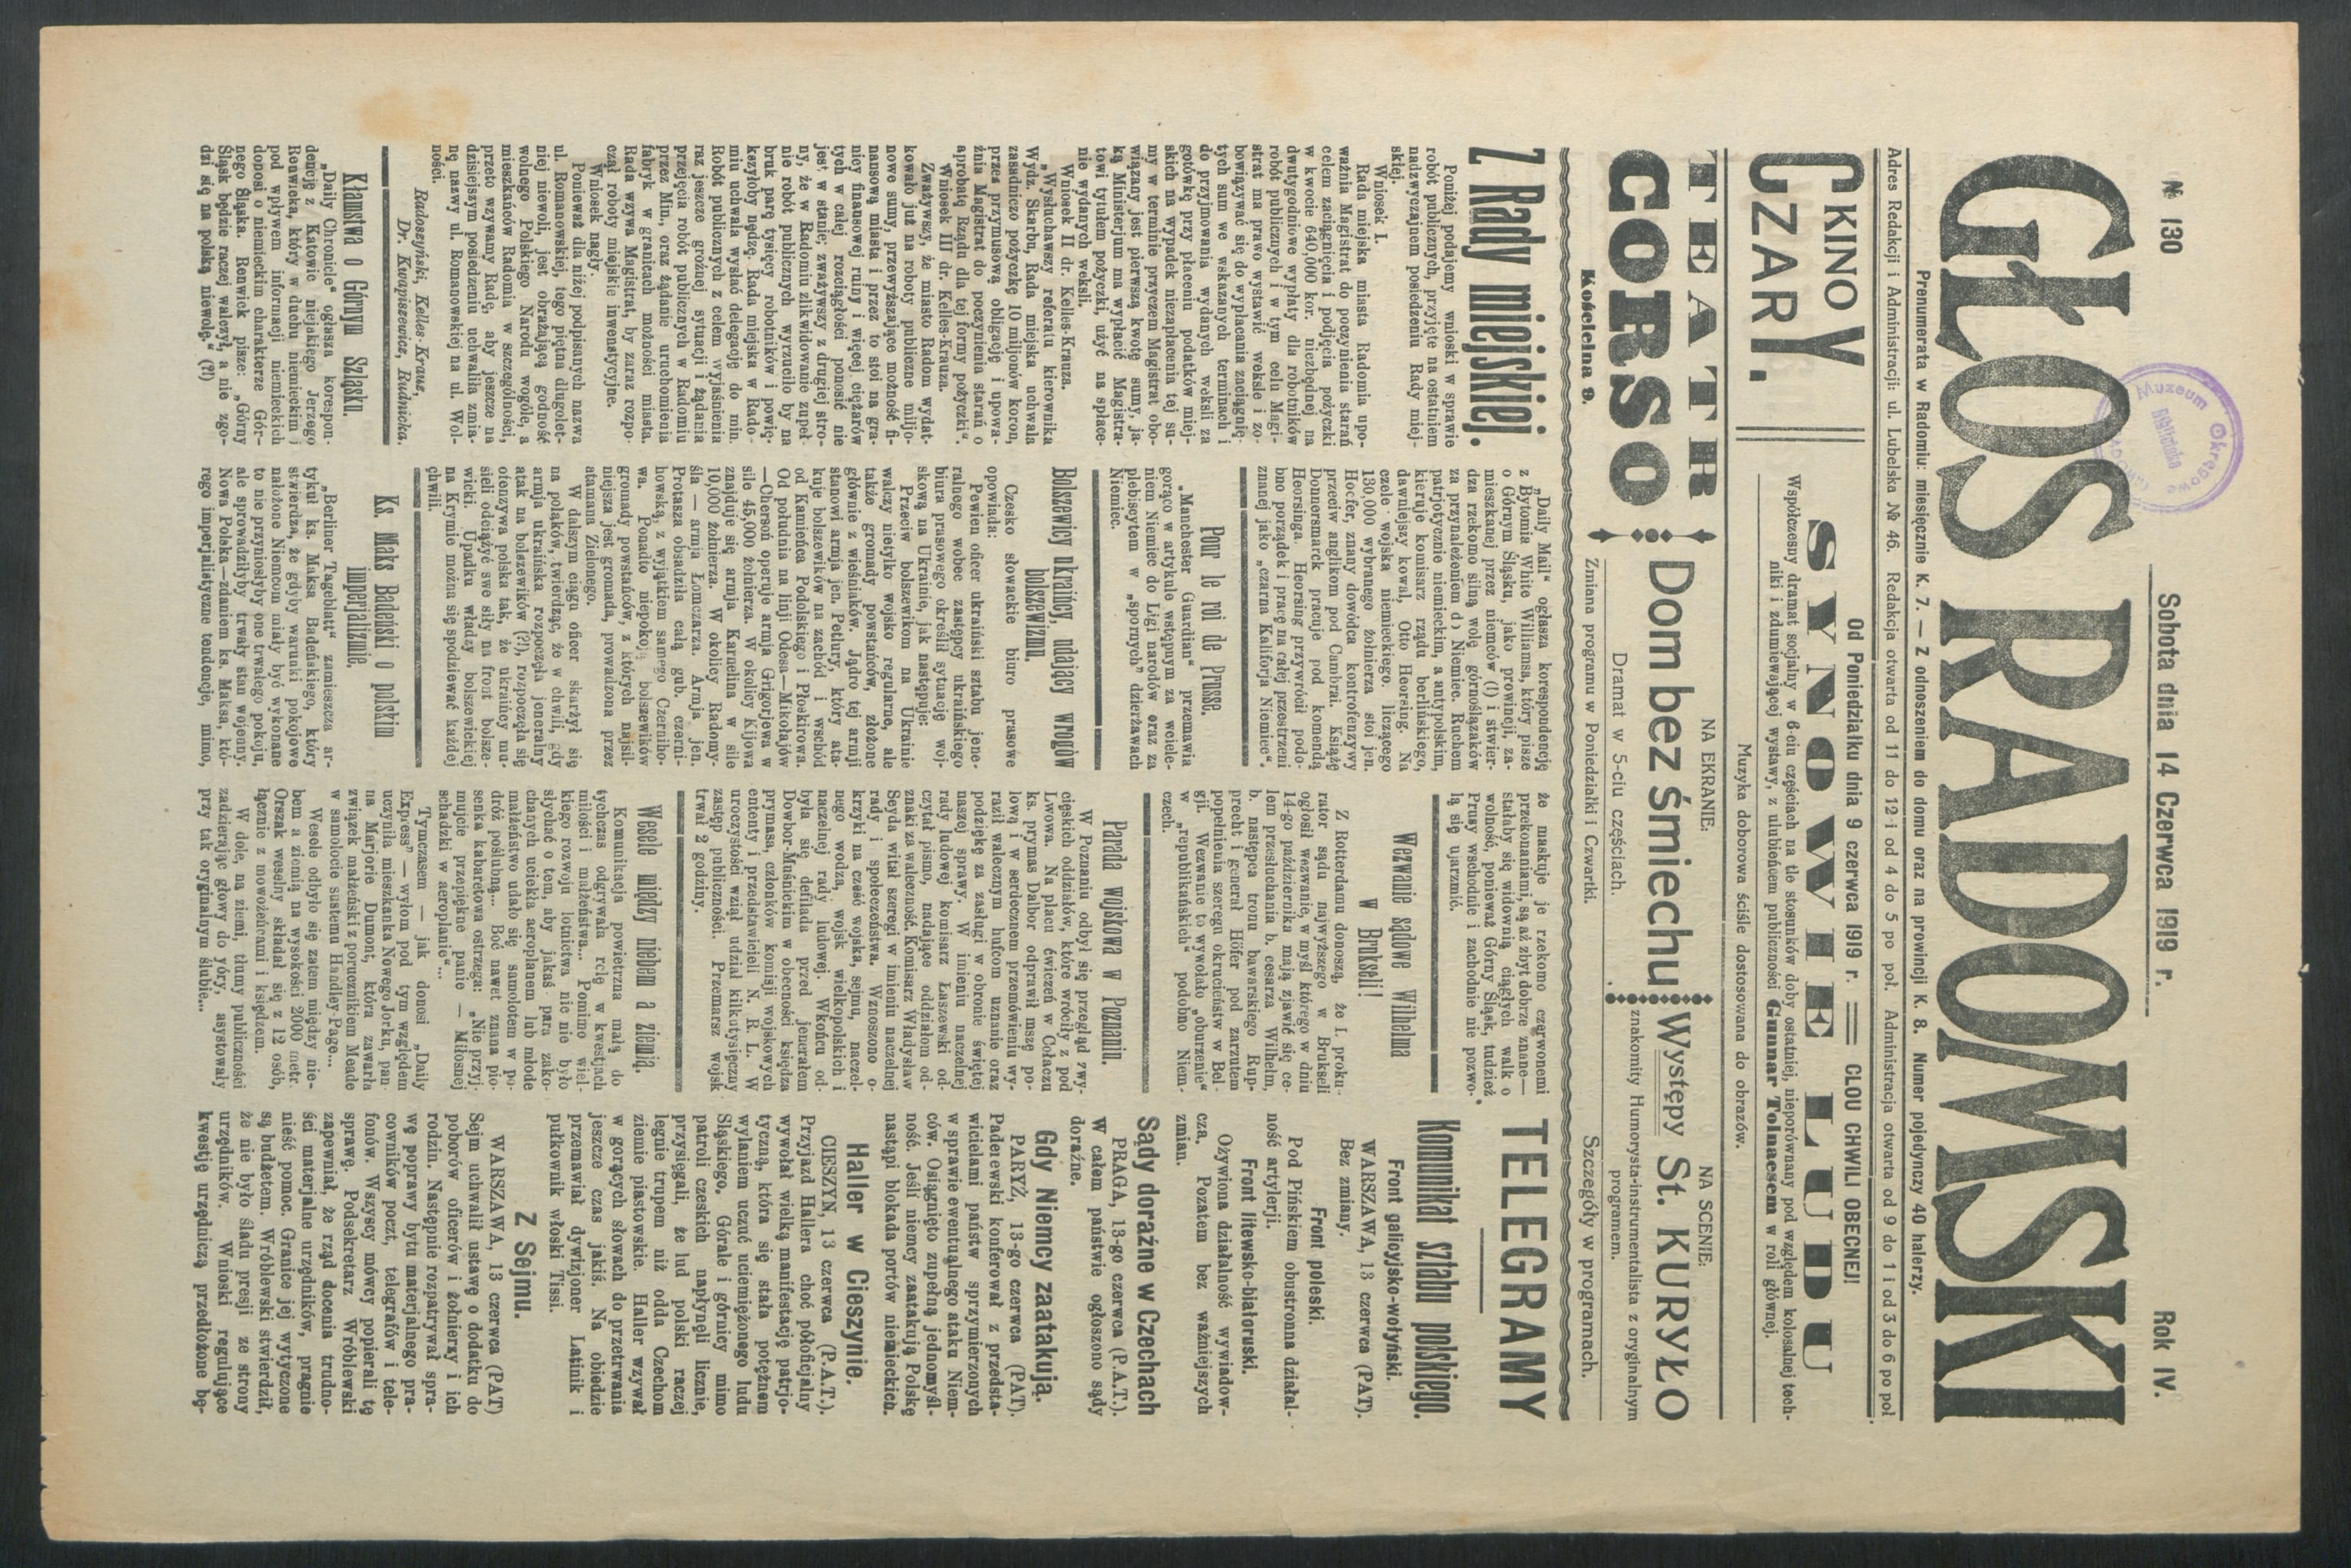 № 130
Sobota dnia 14 Czerwca 1919 r.
Rok IV.
GŁOS RADOMSKI
Muzeum Okręgowe
Biblioteka
Prenumerata w Radomiu: miesięcznie K. 7. — Z odnoszeniem do domu oraz na prowincji K. 8. Numer pojedynczy 40 halerzy.
Adres Redakcji i Administracji: ul. Lubelska № 46. Redakcja otwarta od 11 do 12 i od 4 do 5 po poł. Administracja otwarta od 9 do 1 i od 3 do 6 po poł
KINO
CZARY.
Od Poniedziałku dnia 9 czerwca 1919 r. CLOU CHWILI OBECNEJ!
SYNOWIE LUDU
Współczesny dramat socjalny w 6-ciu częściach na tle stosunków doby ostatniej, nieporównany pod względem kolosalnej tech-
niki i zdumiewającej wystawy, z ulubieńcem publiczności Gunnar Tolnaesem w roli głównej.
Muzyka doborowa ściśle dostosowana do obrazów.
TEATR
CORSO
Kościelna 9.
NA EKRANIE:
Dom bez śmiechu
Dramat w 5-ciu częściach.
Zmiana programu w Poniedziałki i Czwartki.
NA SCENIE:
Występy St. KURYŁO
znakomity Humorysta-instrumentalista z oryginalnym
programem.
Szczegóły w programach.
Z Rady miejskiej.
Poniżej podajemy wnioski w sprawie
robót publicznych, przyjęte na ostatniem
nadzwyczajnem posiedzeniu Rady miej-
skiej.
Wniosek I.
Rada miejska miasta Radomia upo-
ważnia Magistrat do poczynienia starań
celem zaciągnięcia i podjęcia pożyczki
w kwocie 640,000 kor. niezbędnej na
dwutygodniowe wypłaty dla robotników
robót publicznych i w tym celu Magi-
strat ma prawo wystawić weksle i zo-
bowiązywać się do wypłacania zaciągnię-
tych sum we wskazanych terminach i
do przyjmowania wydanych weksli za
gotówkę przy płaceniu podatków miej-
skich na wypadek niezapłacenia tej su-
my w terminie przyczem Magistrat obo-
wiązany jest pierwszą kwotę sumy, ja-
ką Ministerjum ma wypłacić Magistra-
towi tytułem pożyczki, użyć na spłace-
nie wydanych weksli.
Wniosek II dr. Kelles-Krauza.
„Wysłuchawszy referatu kierownika
Wydz. Skarbu, Rada miejska uchwala
zasadniczo pożyczkę 10 miljonów koron,
przez przymusową obligację i upowa-
żnia Magistrat do poczynienia starań o
aprobatę Rządu dla tej formy pożyczki“.
Wniosek III dr. Kelles-Krauza.
Zważywszy, że miasto Radom wydat-
kowało już na roboty publiczne miljo-
nowe sumy, przewyższające możność fi-
nansową miasta i przez to stoi na gra-
nicy finansowej ruiny i więcej ciężarów
tych w całej rozciągłości ponosić nie
jest w stanie; zważywszy z drugiej stro-
ny, że w Radomiu zlikwidowanie zupeł-
nie robót publicznych wyrzuciło by na
bruk parę tysięcy robotników i powię-
kszyłoby nędzę. Rada miejska w Rado-
miu uchwala wysłać delegację do min.
Robót publicznych z celem wyjaśnienia
raz jeszcze groźnej sytuacji i żądania
przejęcia robót publicznych w Radomiu
przez Min., oraz żądanie uruchomienia
fabryk w granicach możności miasta.
Rada wzywa Magistrat, by zaraz rozpo-
czął roboty miejskie inwestycyjne.
Wniosek nagły.
Ponieważ dla niżej podpisanych nazwa
ul. Romanowskiej, tego piętna długolet-
niej niewoli, jest obrażającą godność
wolnego Polskiego Narodu wogóle, a
mieszkańców Radomia w szczególności,
przeto wzywamy Radę, aby jeszcze na
dzisiejszym posiedzeniu uchwaliła zmia-
nę nazwy ul. Romanowskiej na ul. Wol-
ności.
Radoszyński, Kelles-Krauz,
Dr. Kwapiszewicz, Rudnicka.
Kłamstwa o Górnym Szląsku.
„Daily Chronicle“ ogłasza korespon-
dencję z Katowic niejakiego Jerzego
Renwicka, który w duchu niemieckim i
pod wpływem informacji niemieckich
donosi o niemieckim charakterze Gór-
nego Śląska. Renwick pisze: „Górny
Śląsk będzie raczej walczył, a nie zgo-
dzi się na polską niewolę.“ (?!)
„Daily Mail“ ogłasza korespondencję
z Bytomia White Williamsa, który pisze
o Górnym Śląsku, jako prowincji, za-
mieszkanej przez niemców (!) i stwier-
dza rzekomo silną wolę górnoślązaków
za przynależeniem do Niemiec. Ruchem
patrjotycznie niemieckim, a antypolskim,
kieruje komisarz rządu berlińskiego,
dawniejszy kowal, Otto Heorsing. Na
czele wojska niemieckiego. liczącego
130,000 wybranego żołnierza stoi jen.
Hoefer, znany dowódca kontrofenzywy
przeciw anglikom pod Cambrai. Książę
Donnersmarck pracuje pod komendą
Heorsinga. Heorsing przywrócił podo-
bno porządek i pracę na całej przestrzeni
znanej jako „czarna Kalifornja Niemiec“.
Pour le roi de Prusse.
„Manchester Guardian“ przemawia
gorąco w artykule wstępnym za wciele-
niem Niemiec do Ligi narodów oraz za
plebiscytem w „spornych“ dzierżawach
Niemiec.
Bolszewicy ukraińcy, udający wrogów
bolszewizmu.
Czesko słowackie biuro prasowe
opowiada:
Pewien oficer ukraiński sztabu jene-
ralnego wobec zastępcy ukraińskiego
biura prasowego określił sytuację woj-
skową na Ukrainie, jak następuje:
Przeciw bolszewikom na Ukrainie
walczy nietylko wojsko regularne, ale
także gromady powstańców, złożone
głównie z wieśniaków. Jądro tej armji
stanowi armja jen. Petlury, który ata-
kuje bolszewików na zachód i wschód
od Kamieńca Podolskiego i Płoskirowa.
Od południa na linji Odesa—Mikołajów
—Chersoń operuje armja Grigorjewa w
sile 45,000 żołnierza. W okolicy Kijowa
znajduje się armja Karmelina w sile
10,000 żołnierza. W okolicy Radomy-
śla — armja Łomczarza. Armja jen.
Protasza obsadziła całą gub. czerni-
howską, z wyjątkiem samego Czerniho-
wa. Ponadto niepokoją bolszewików
gromady powstańców, z których najsil-
niejsza jest gromada, prowadzona przez
atamana Zielonego.
W dalszym ciągu oficer skarżył się
na polaków, twierdząc, że w chwili, gdy
armja ukraińska rozpoczęła jeneralny
atak na bolszewików (?!), rozpoczęła się
ofenzywa polska tak, że ukraińcy mu-
sieli odciążyć swe siły na front bolsze-
wicki. Upadku władzy bolszewickiej
na Krymie można się spodziewać każdej
chwili.
Ks. Maks Badeński o polskim
imperjalizmie.
„Berliner Tageblatt“ zamieszcza ar-
tykuł ks. Maksa Badeńskiego, który
stwierdza, że gdyby warunki pokojowe
nałożone Niemcom miały być wykonane
to nie przyniosłyby one trwałego pokoju,
ale sprowadziłyby trwały stan wojenny.
Nowa Polska—zdaniem ks. Maksa, któ-
rego imperjalistyczne tendencje, mimo,
że maskuje je rzekomo czerwonemi
przekonaniami, są aż zbyt dobrze znane—
stałaby się widownią ciągłych walk o
wolność, ponieważ Górny Śląsk, tudzież
Prusy wschodnie i zachodnie nie pozwo-
lą się ujarzmić.
Wezwanie sądowe Wilhelma
w Brukseli!
Z Rotterdamu donoszą, że I. proku-
rator sądu najwyższego w Brukseli
ogłosił wezwanie, w myśl którego w dniu
14-go października mają zjawić się ce-
lem przesłuchania b. cesarza Wilhelm,
b. następca tronu bawarskiego Rup-
precht i generał Höfer pod zarzutem
popełnienia szeregu okrucieństw w Bel-
gji. Wezwanie to wywołało „oburzenie“
w „republikańskich“ podobno Niem-
czech.
Parada wojskowa w Poznaniu.
W Poznaniu odbył się przegląd zwy-
cięskich oddziałów, które wróciły z pod
Lwowa. Na placu ćwiczeń w Gołaczu
ks. prymas Dalbor odprawił mszę po-
lową i w serdecznem przemówieniu wy-
raził walecznym hufcom uznanie oraz
podziękę za zasługi w obronie świętej
naszej sprawy. W imieniu naczelnej
rady ludowej komisarz Łaszewski od-
czytał pismo, nadające oddziałom od-
znaki za waleczność. Komisarz Władysław
Seyda witał szeregi w imieniu naczelnej
rady i społeczeństwa. Wznoszono o-
krzyki na cześć wojska, sejmu, naczel-
nego wodza, wojsk wielkopolskich i
naczelnej rady ludowej. Wkońcu od-
była się defilada przed jenerałem
Dowbor-Muśnickim w obecności księdza
prymasa, członków komisji wojskowych
ententy i przedstawicieli N. R. L. W
uroczystości wziął udział kilkutysięczny
zastęp publiczności. Przemarsz wojsk
trwał 2 godziny.
Wesele między niebem a ziemią.
Komunikacja powietrzna małą do
tychczas odgrywała rolę w kwestjach
miłości i małżeństwa... Pomimo wiel-
kiego rozwoju lotnictwa nic nie było
słychać o tem, aby jakaś para zako-
chanych uciekła aeroplanem lub młode
małżeństwo udało się samolotem w po-
dróż poślubną... Boć nawet znana pio-
senka kabaretowa ostrzega: „Nie przyj-
mujcie przepiękne panie — Miłosnej
schadzki w aeroplanie“...
Tymczasem — jak donosi „Daily
Express“ — wyłom pod tym względem
uczyniła mieszkanka Nowego Jorku, pan-
na Marjorie Dumont, która zawarła
związek małżeński z porucznikiem Meade
w samolocie sustemu Hadley-Page...
Wesele odbyło się zatem między nie-
bem a ziemią na wysokości 2000 metr.
Orszak weselny składał się z 12 osób,
łącznie z nowożeńcami i księdzem.
W dole, na ziemi, tłumy publiczności
zadzierając głowy do góry, asystowały
przy tak oryginalnym ślubie...
TELEGRAMY
Komunikat sztabu polskiego.
Front galicyjsko-wołyński.
WARSZAWA, 13 czerwca (PAT).
Bez zmiany.
Front poleski.
Pod Pińskiem obustronna działal-
ność artylerji.
Front litewsko-białoruski.
Ożywiona działalność wywiadow-
cza, Pozatem bez ważniejszych
zmian.
Sądy doraźne w Czechach
PRAGA, 13-go czerwca (P.A.T.).
W całem państwie ogłoszono sądy
doraźne.
Gdy Niemcy zaatakują.
PARYŻ, 13-go czerwca (PAT).
Paderewski konferował z przedsta-
wicielami państw sprzymierzonych
w sprawie ewentualnego ataku Niem-
ców. Osiągnięto zupełną jednomyśl-
ność. Jeśli niemcy zaatakują Polskę
nastąpi blokada portów niemieckich.
Haller w Cieszynie.
CIESZYN, 13 czerwca (P.A.T.).
Przyjazd Hallera choć półoficjalny
wywołał wielką manifestację patrjo-
tyczną, która się stała potężnem
wylaniem uczuć uciemiężonego ludu
Śląskiego. Górale i górnicy mimo
patroli czeskich napłynęli licznie,
przysięgali, że lud polski raczej
legnie trupem niż odda Czechom
ziemie piastowskie. Haller wzywał
w gorących słowach do przetrwania
jeszcze czas jakiś. Na obiedzie
przemawiał dywizjoner Latinik i
pułkownik włoski Tissi.
Z Sejmu.
WARSZAWA, 13 czerwca (PAT)
Sejm uchwalił ustawę o dodatku do
poborów oficerów i żołnierzy i ich
rodzin. Następnie rozpatrywał spra-
wę poprawy bytu materjalnego pra-
cowników poczt, telegrafów i tele-
fonów. Wszyscy mówcy popierali tę
sprawę. Podsekretarz Wróblewski
zapewniał, że rząd docenia trudno-
ści materjalne urzędników, pragnie
nieść pomoc. Granice jej wytyczone
są budżetem. Wróblewski stwierdził,
że nie było śladu presji ze strony
urzędników. Wnioski regulujące
kwestję urzędniczą przedłożone bę-